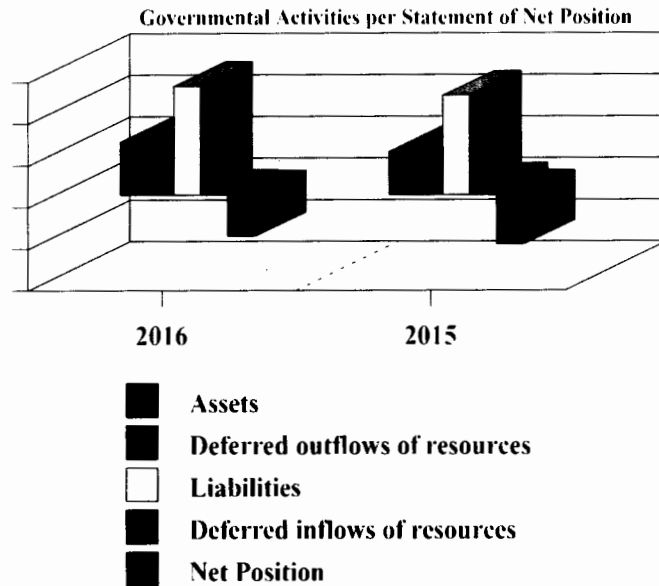 Governmental Activities per Statement of Net Position
2016 2015
Assets
Deferred outflows of resources
Liabilities
Deferred inflows of resources
Net Position